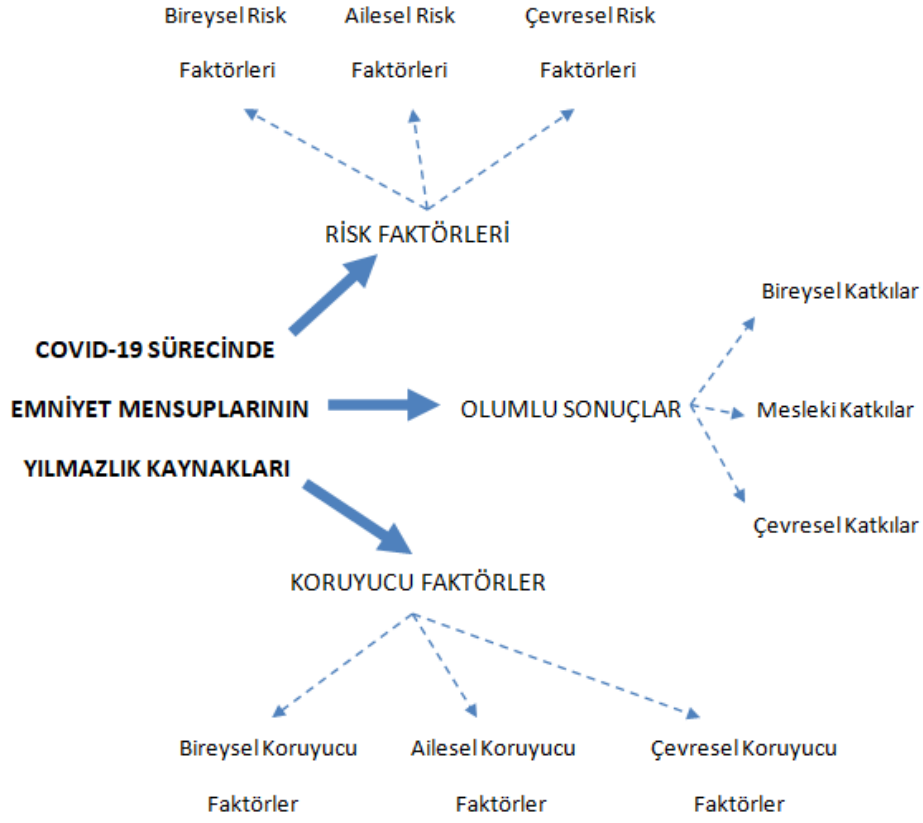 Bireysel Risk
Faktörleri
Ailesel Risk
Faktörleri
Çevresel Risk
Faktörleri
RİSK FAKTÖRLERİ
COVID-19 SÜRECİNDE
EMNİYET MENSUPLARININ
YILMAZLIK KAYNAKLARI
OLUMLU SONUÇLAR
Bireysel Katkılar
Mesleki Katkılar
Çevresel Katkılar
KORUYUCU FAKTÖRLER
Bireysel Koruyucu
Faktörler
Ailesel Koruyucu
Faktörler
Çevresel Koruyucu
Faktörler